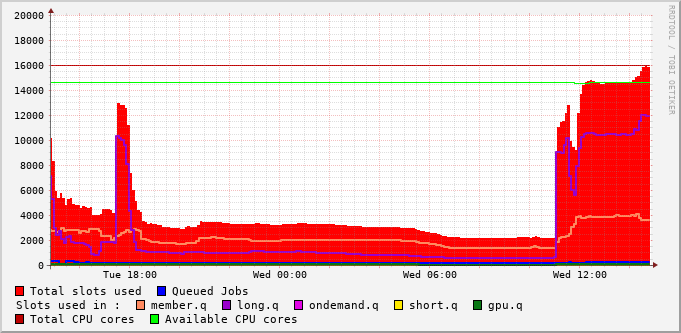 RRDTOOL / TOBI OETIKER
20000
18000
16000
14000
12000
10000
8000
6000
4000
2000
0
Tue 18:00 Wed 00:00 Wed 06:00 Wed 12:00
Total slots used Queued Jobs
Slots used in : member.q long.q ondemand.q short.q gpu.q
Total CPU cores Available CPU cores